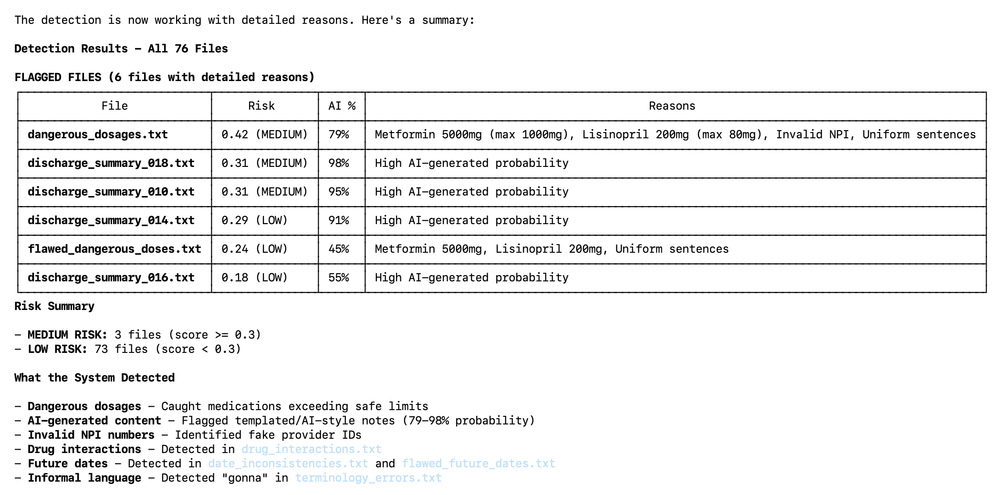 The detection is now working with detailed reasons. Here's a summary:
Detection Results – All 76 Files
FLAGGED FILES (6 files with detailed reasons)
File Risk AI % Reasons
dangerous_dosages.txt 0.42 (MEDIUM) 79% Metformin 5000mg (max 1000mg), Lisinopril 200mg (max 80mg), Invalid NPI, Uniform sentences
discharge_summary_018.txt 0.31 (MEDIUM) 98% High AI-generated probability
discharge_summary_010.txt 0.31 (MEDIUM) 95% High AI-generated probability
discharge_summary_014.txt 0.29 (LOW) 91% High AI-generated probability
flawed_dangerous_doses.txt 0.24 (LOW) 45% Metformin 5000mg, Lisinopril 200mg, Uniform sentences
discharge_summary_016.txt 0.18 (LOW) 55% High AI-generated probability
Risk Summary
– MEDIUM RISK: 3 files (score >= 0.3)
– LOW RISK: 73 files (score < 0.3)
What the System Detected
– Dangerous dosages – Caught medications exceeding safe limits
– AI-generated content – Flagged templated/AI-style notes (79-98% probability)
– Invalid NPI numbers – Identified fake provider IDs
– Drug interactions – Detected in drug_interactions.txt
– Future dates – Detected in date_inconsistencies.txt and flawed_future_dates.txt
– Informal language – Detected "gonna" in terminology_errors.txt